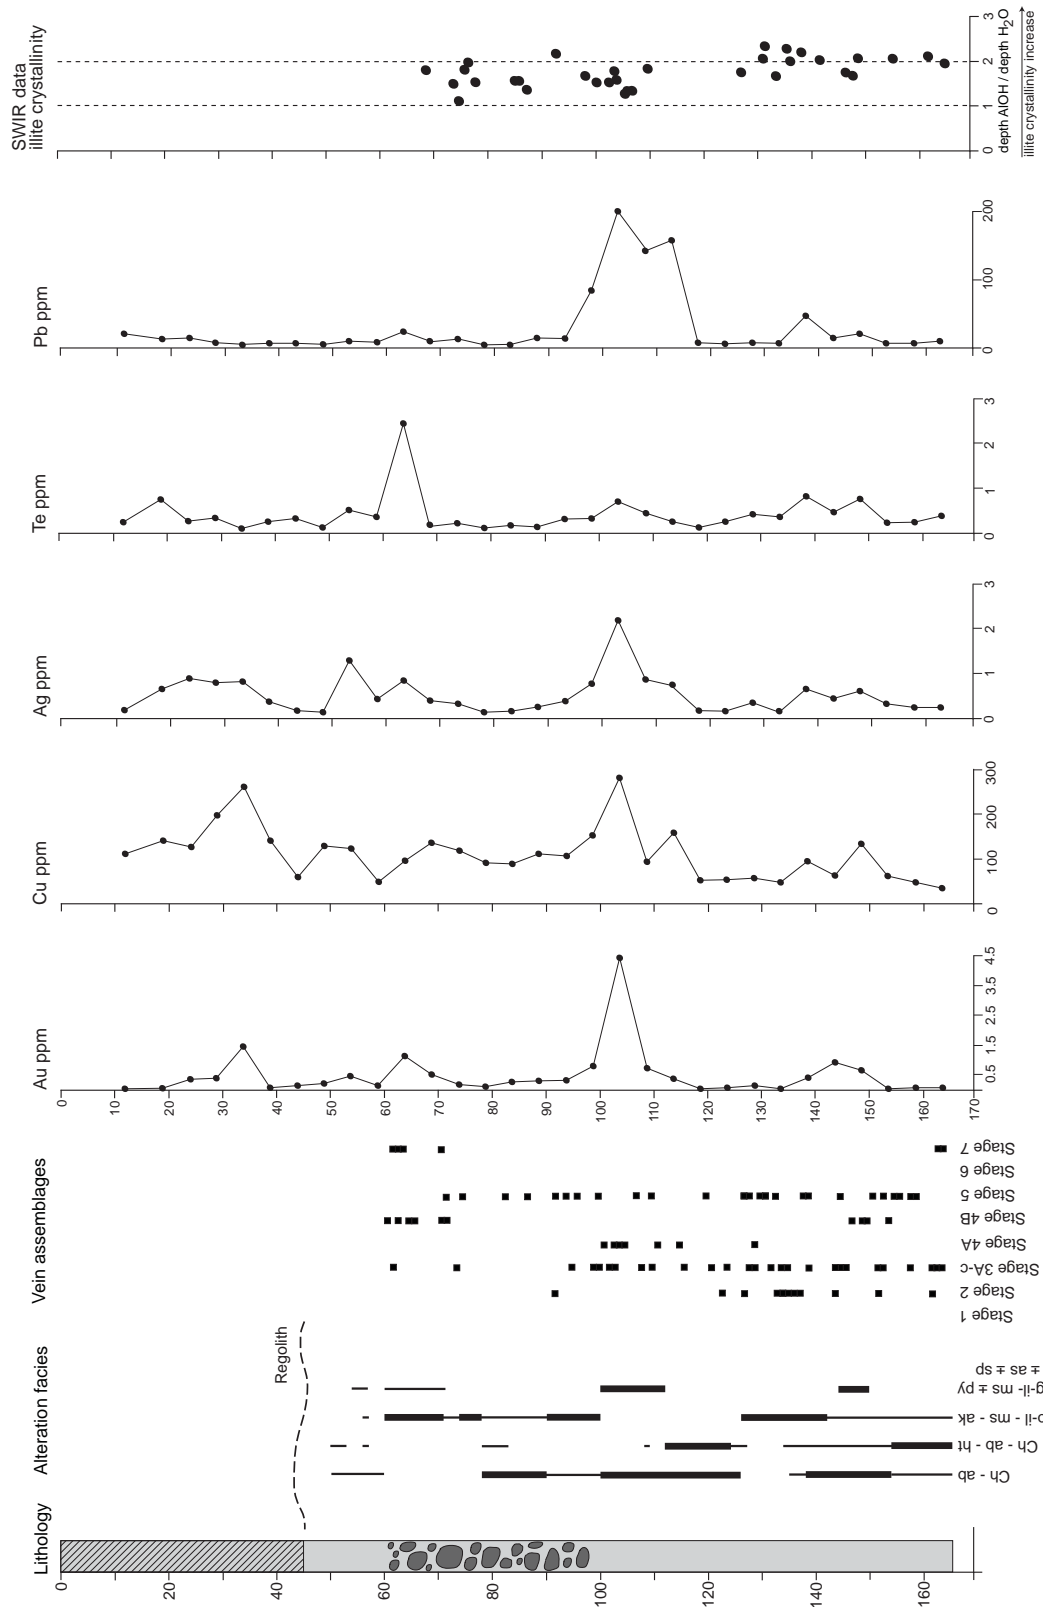 SWIR data
illite crystallinity
0
1
2
3
depth AlOH / depth H2O
illite crystallinity increase
Pb ppm
0
100
200
Te ppm
0
1
2
3
Ag ppm
0
1
2
3
Cu ppm
0
100
200
300
Au ppm
0.5
1.5
2.5
3.5
4.5
0
10
20
30
40
50
60
70
80
90
100
110
120
130
140
150
160
170
Vein assemblages
Stage 7
Stage 6
Stage 5
Stage 4B
Stage 4A
Stage 3A-c
Stage 2
Stage 1
Alteration facies
Regolith
g-il- ms ± py
± as ± sp
-il - ms - ak
Ch - ab - ht
Ch - ab
Lithology
0
20
40
60
80
100
120
140
160